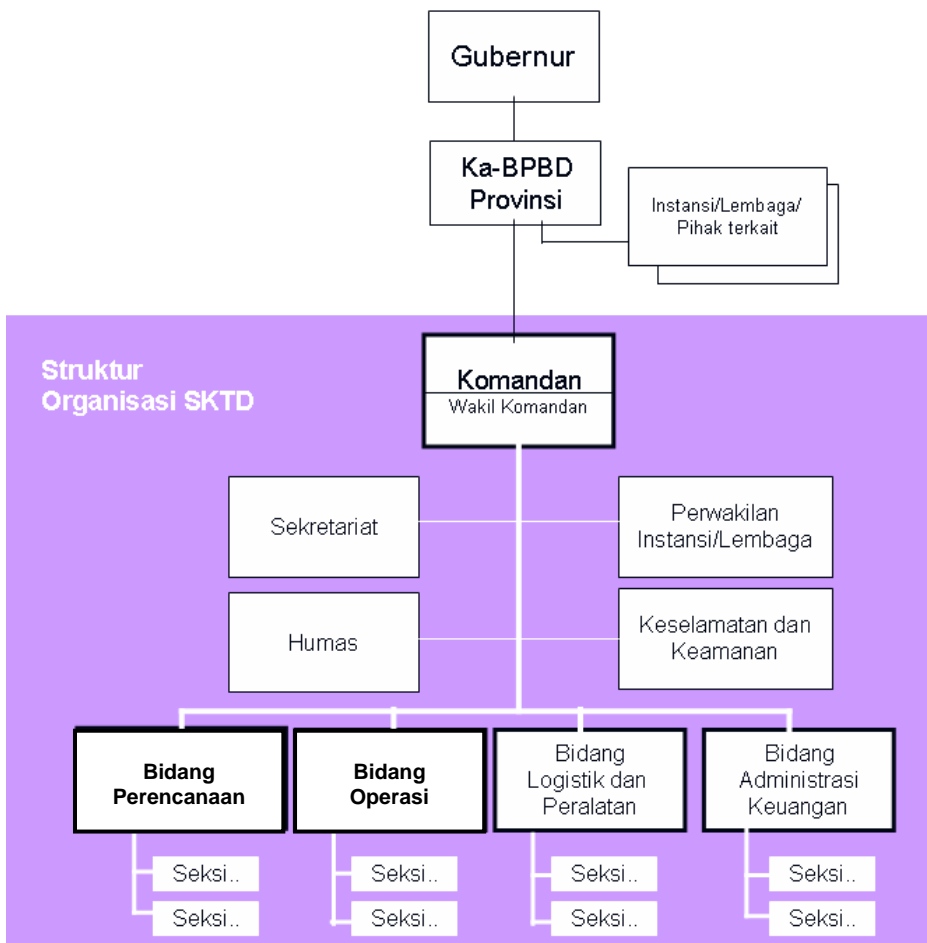 Gubernur
Ka-BPBD
Provinsi
Instansi/Lembaga/
Pihak terkait
Struktur
Organisasi SKTD
Komandan
Wakil Komandan
Sekretariat
Perwakilan
Instansi/Lembaga
Humas
Keselamatan dan
Keamanan
Bidang
Perencanaan
Bidang
Operasi
Bidang
Logistik dan
Peralatan
Bidang
Administrasi
Keuangan
Seksi..
Seksi..
Seksi..
Seksi..
Seksi..
Seksi..
Seksi..
Seksi..